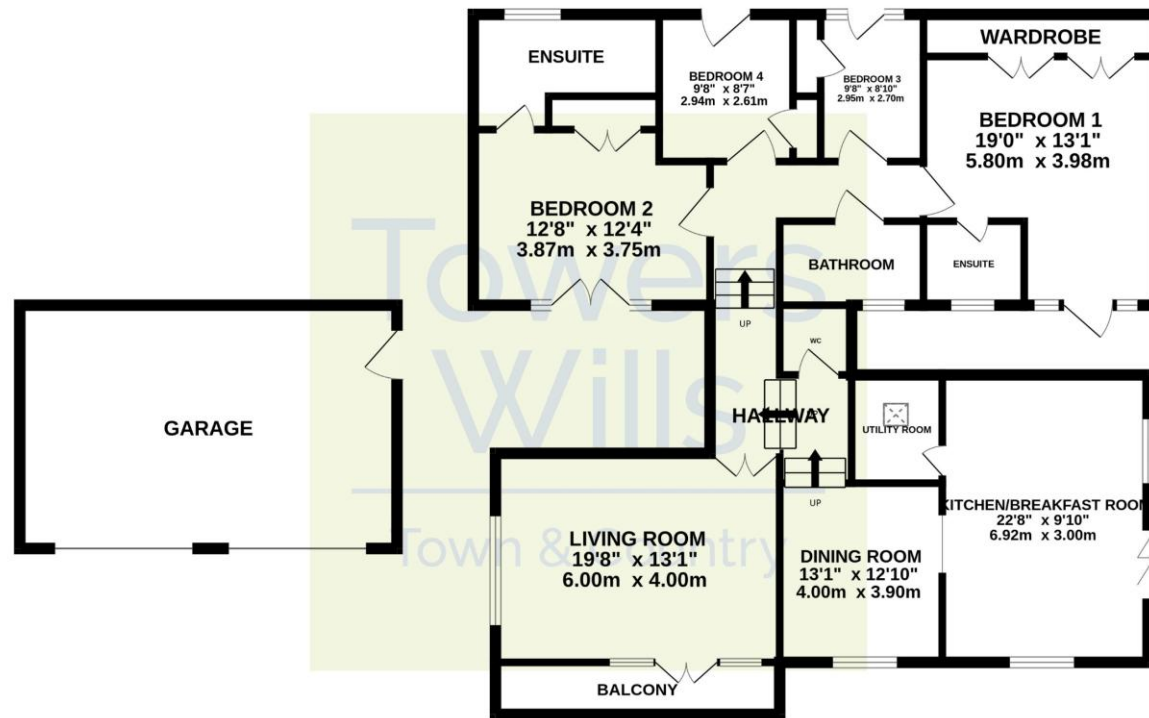 WARDROBE
ENSUITE
BEDROOM 4
9'8" x 8'7"
2.94m x 2.61m
BEDROOM 3
9'8" x 8'10"
2.95m x 2.70m
BEDROOM 1
19'0" x 13'1"
5.80m x 3.98m
BEDROOM 2
12'8" x 12'4"
3.87m x 3.75m
BATHROOM
ENSUITE
Towers
Wills
Town & Country
UP
WC
HALLWAY
UP
GARAGE
UTILITY ROOM
UP
KITCHEN/BREAKFAST ROOM
22'8" x 9'10"
6.92m x 3.00m
LIVING ROOM
19'8" x 13'1"
6.00m x 4.00m
DINING ROOM
13'1" x 12'10"
4.00m x 3.90m
BALCONY